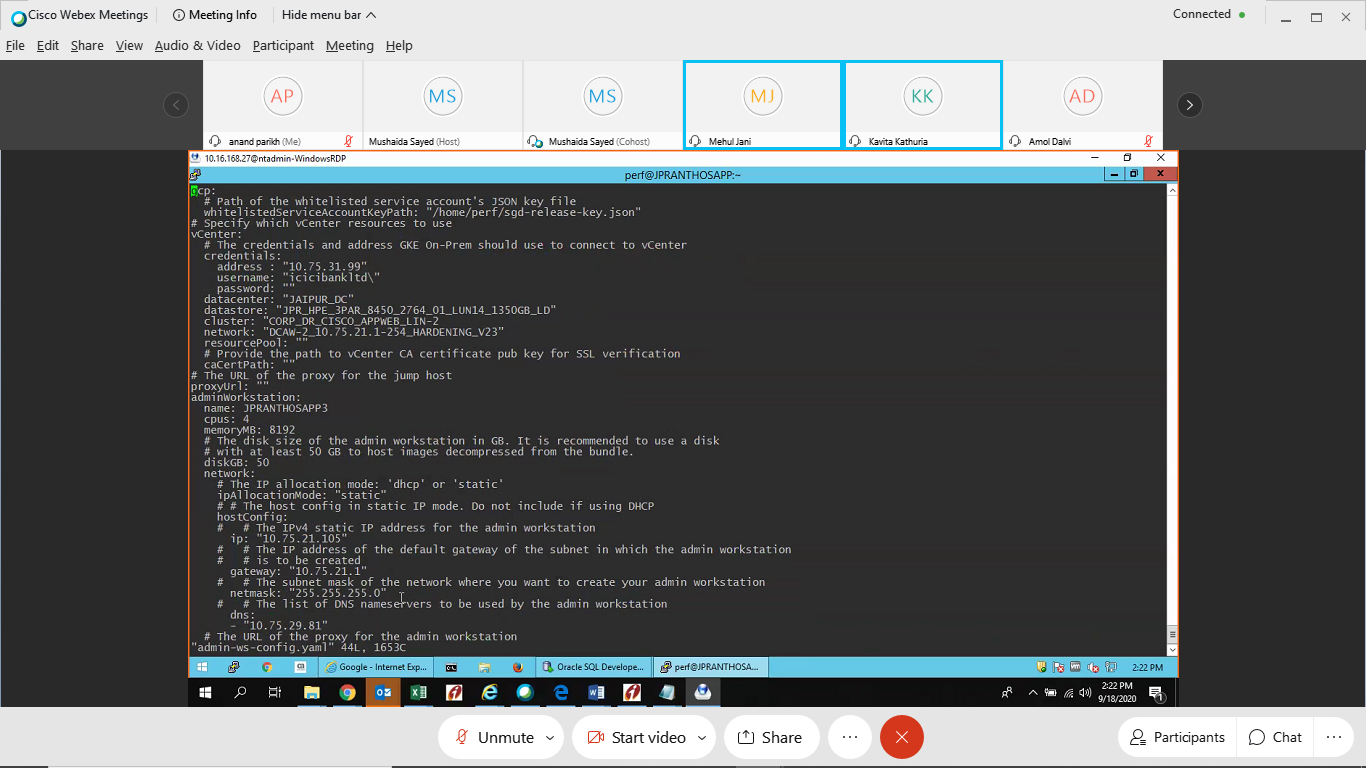 Cisco Webex Meetings
Meeting Info
Hide menu bar
Connected
File Edit Share View Audio & Video Participant Meeting Help
AP
MS
MS
MJ
KK
AD
anand parikh (Me)
Mushaida Sayed (Host)
Mushaida Sayed (Cohost)
Mehul Jani
Kavita Kathuria
Amol Dalvi
10.16.168.27@ntadmin-WindowsRDP
perf@JPRANTHOSAPP:~
gcp:
# Path of the whitelisted service account's JSON key file
whitelistedServiceAccountKeyPath: "/home/perf/sgd-release-key.json"
# Specify which vCenter resources to use
vCenter:
# The credentials and address GKE On-Prem should use to connect to vCenter
credentials:
address : "10.75.31.99"
username: "icicibankltd\"
password: ""
datacenter: "JAIPUR_DC"
datastore: "JPR_HPE_3PAR_8450_2764_01_LUN14_1350GB_LD"
cluster: "CORP_DR_CISCO_APPWEB_LIN-2
network: "DCAW-2_10.75.21.1-254_HARDENING_V23"
resourcePool: ""
# Provide the path to vCenter CA certificate pub key for SSL verification
caCertPath: ""
# The URL of the proxy for the jump host
proxyUrl: ""
adminWorkstation:
name: JPRANTHOSAPP3
cpus: 4
memoryMB: 8192
# The disk size of the admin workstation in GB. It is recommended to use a disk
# with at least 50 GB to host images decompressed from the bundle.
diskGB: 50
network:
# The IP allocation mode: 'dhcp' or 'static'
ipAllocationMode: "static"
# # The host config in static IP mode. Do not include if using DHCP
hostConfig:
#   # The IPv4 static IP address for the admin workstation
ip: "10.75.21.105"
#   # The IP address of the default gateway of the subnet in which the admin workstation
#   # is to be created
gateway: "10.75.21.1"
#   # The subnet mask of the network where you want to create your admin workstation
netmask: "255.255.255.0"
#   # The list of DNS nameservers to be used by the admin workstation
dns:
- "10.75.29.81"
# The URL of the proxy for the admin workstation
"admin-ws-config.yaml" 44L, 1653C
Google - Internet Exp...
Oracle SQL Develope...
perf@JPRANTHOSA...
2:22 PM
2:22 PM
9/18/2020
1
Unmute
Start video
Share
Participants
Chat